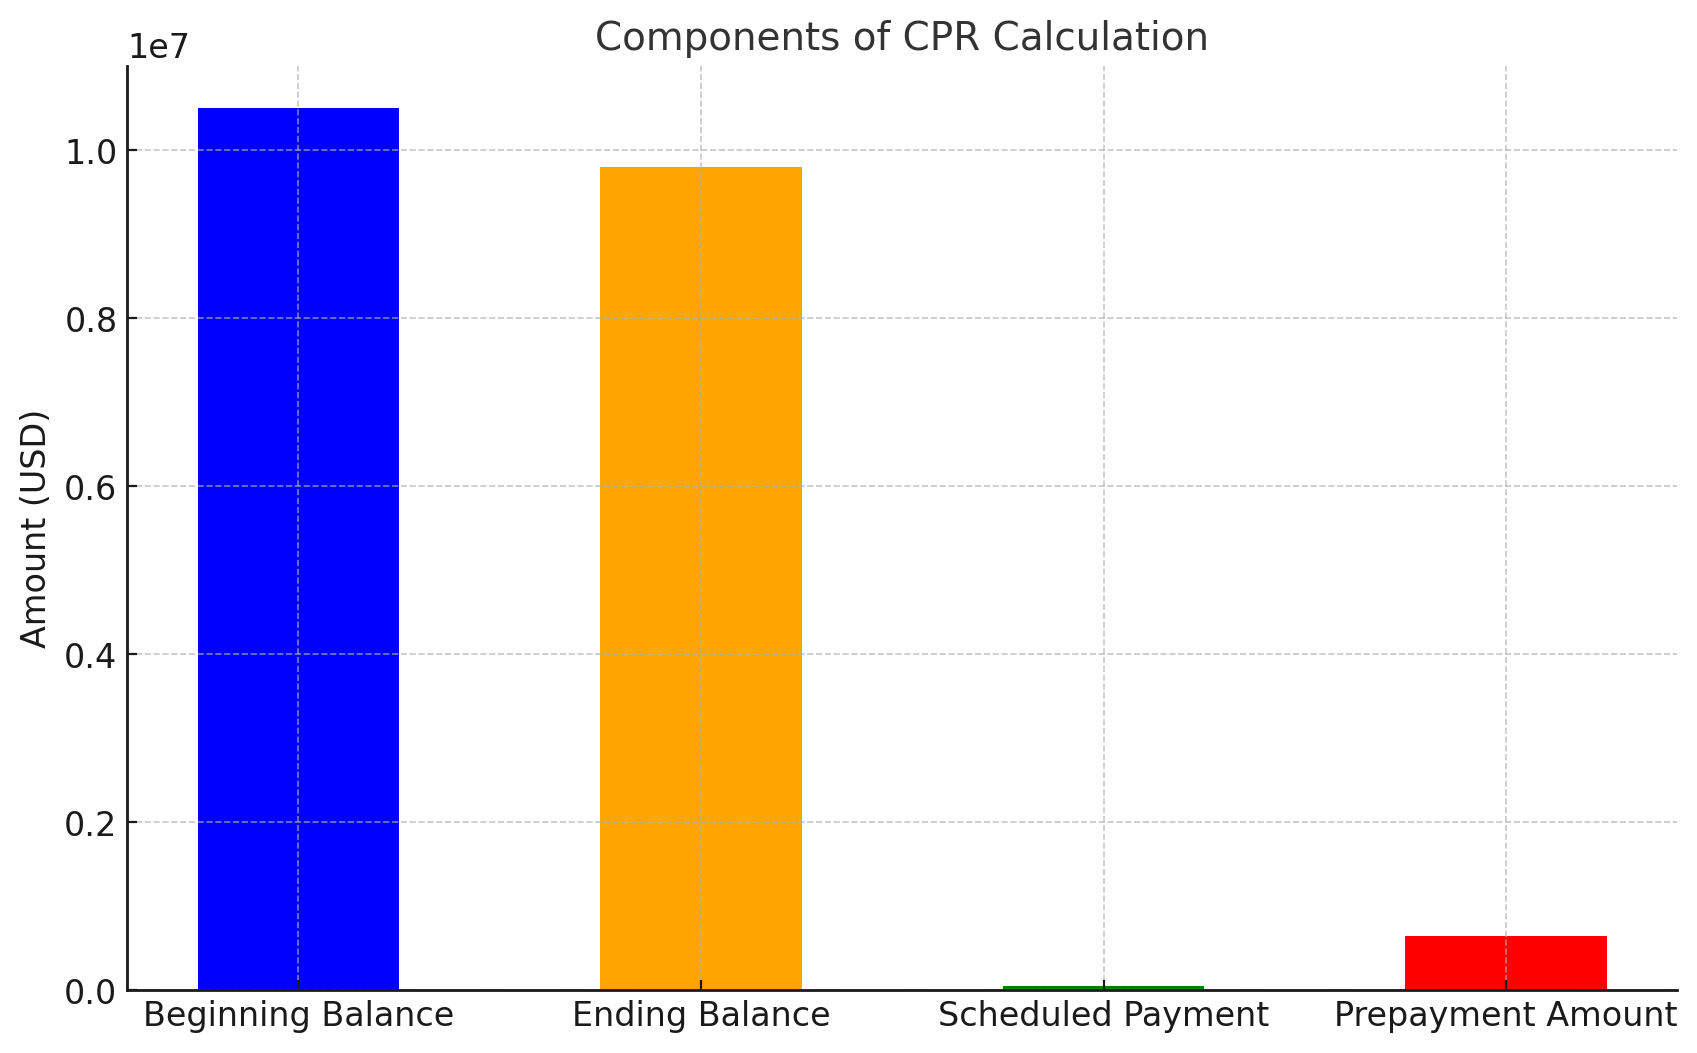 Components of CPR Calculation
1e7
1.0
0.8
0.6
0.4
0.2
0.0
Amount (USD)
Beginning Balance
Ending Balance
Scheduled Payment
Prepayment Amount